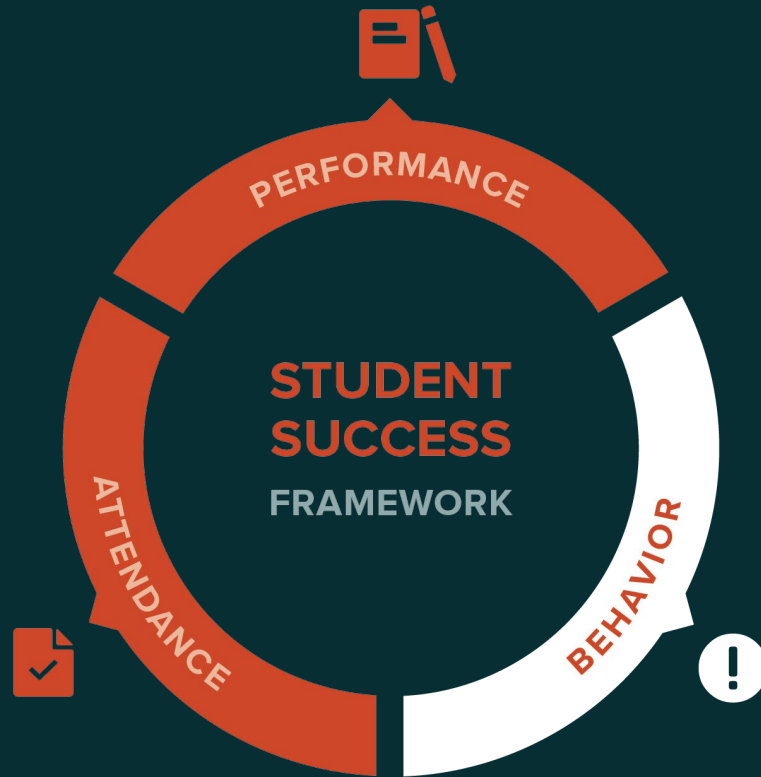 PERFORMANCE
STUDENT
SUCCESS
FRAMEWORK
ATTENDANCE
BEHAVIOR